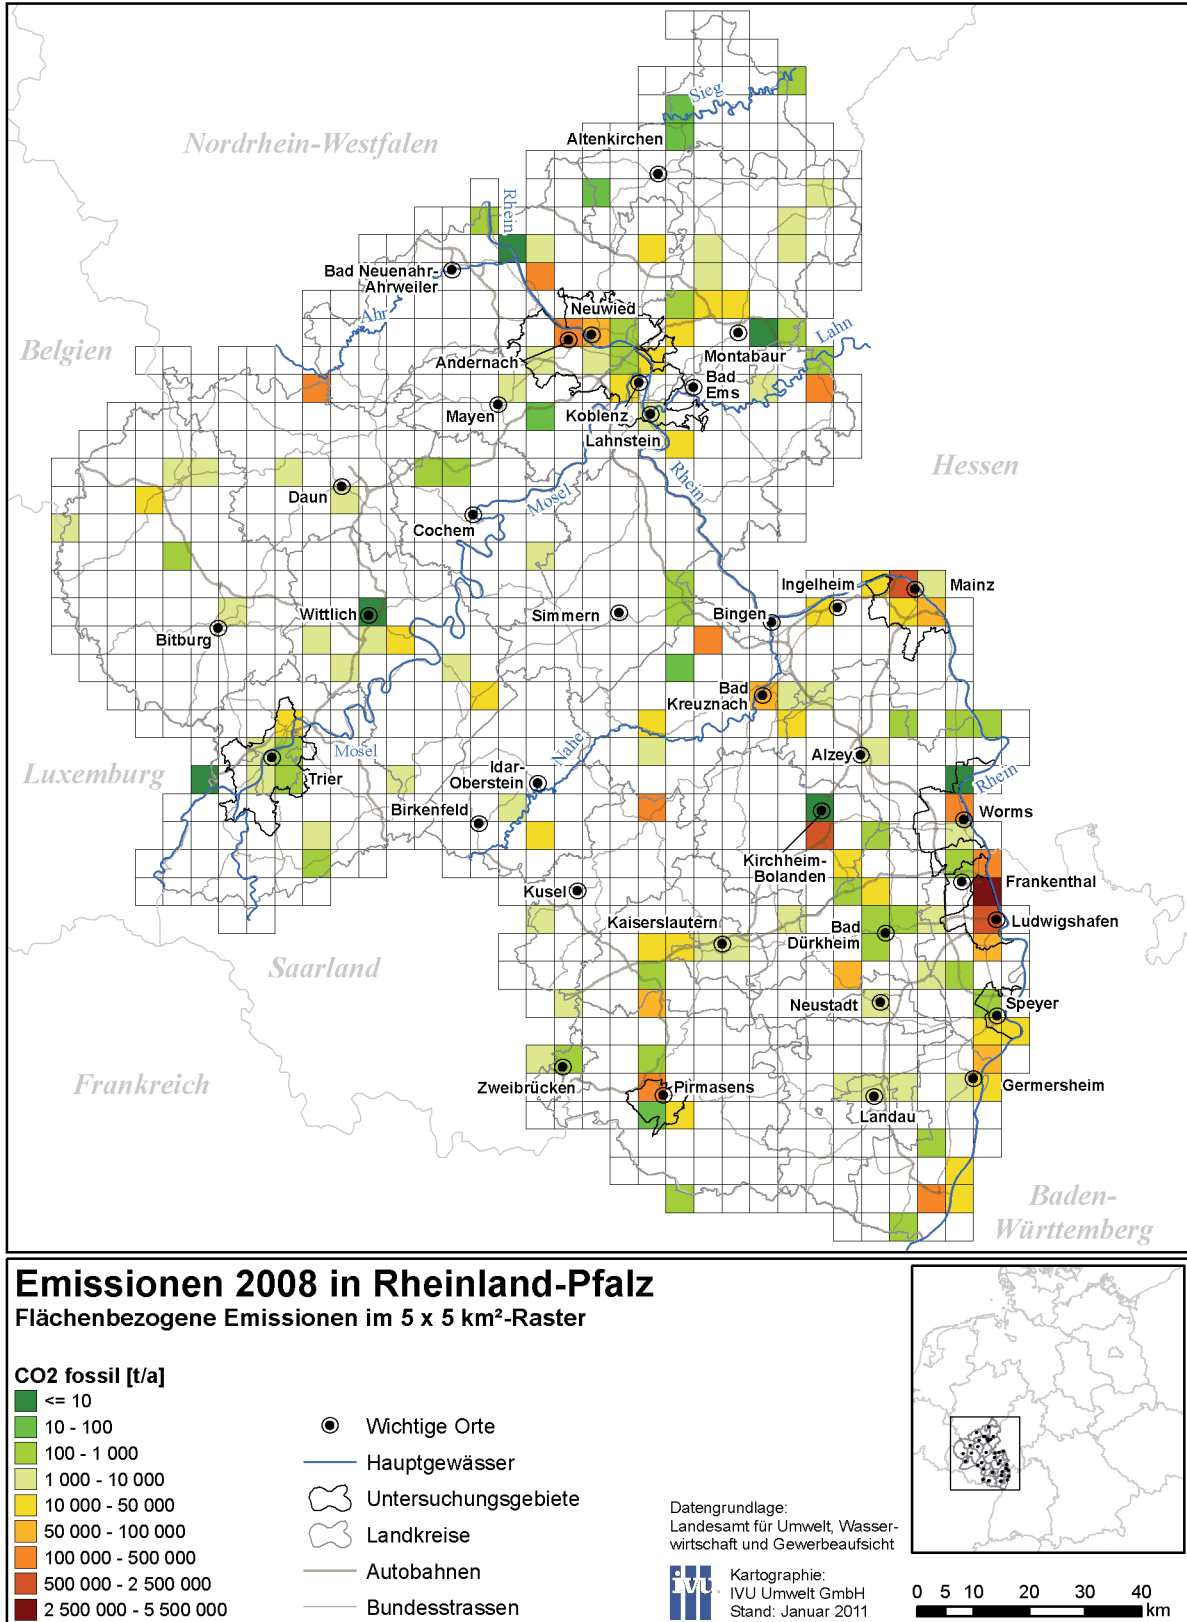 Sieg
Altenkirchen
Nordrhein-Westfalen
Rhein
Bad Neuenahr-
Ahrweiler
Neuwied
Ahr
Belgien
Lahn
Andernach
Montabaur
Bad
Ems
Mayen
Koblenz
Lahnstein
Hessen
Rhein
Daun
Mosel
Cochem
Ingelheim
Mainz
Wittlich
Simmern
Bingen
Bitburg
Bad
Kreuznach
Mosel
Nahe
Alzey
Luxemburg
Trier
Idar-
Oberstein
Rhein
Birkenfeld
Worms
Kirchheim-
Bolanden
Kusel
Frankenthal
Kaiserslautern
Bad
Dürkheim
Ludwigshafen
Saarland
Neustadt
Speyer
Frankreich
Zweibrücken
Pirmasens
Germersheim
Landau
Baden-
Württemberg
Emissionen 2008 in Rheinland-Pfalz
Flächenbezogene Emissionen im 5 x 5 km²-Raster
CO2 fossil [t/a]
<= 10
10 - 100
100 - 1 000
1 000 - 10 000
10 000 - 50 000
50 000 - 100 000
100 000 - 500 000
500 000 - 2 500 000
2 500 000 - 5 500 000
Wichtige Orte
Hauptgewässer
Untersuchungsgebiete
Landkreise
Autobahnen
Bundesstrassen
Datengrundlage:
Landesamt für Umwelt, Wasser-
wirtschaft und Gewerbeaufsicht
ivu
Kartographie:
IVU Umwelt GmbH
Stand: Januar 2011
0 5 10 20 30 40
km